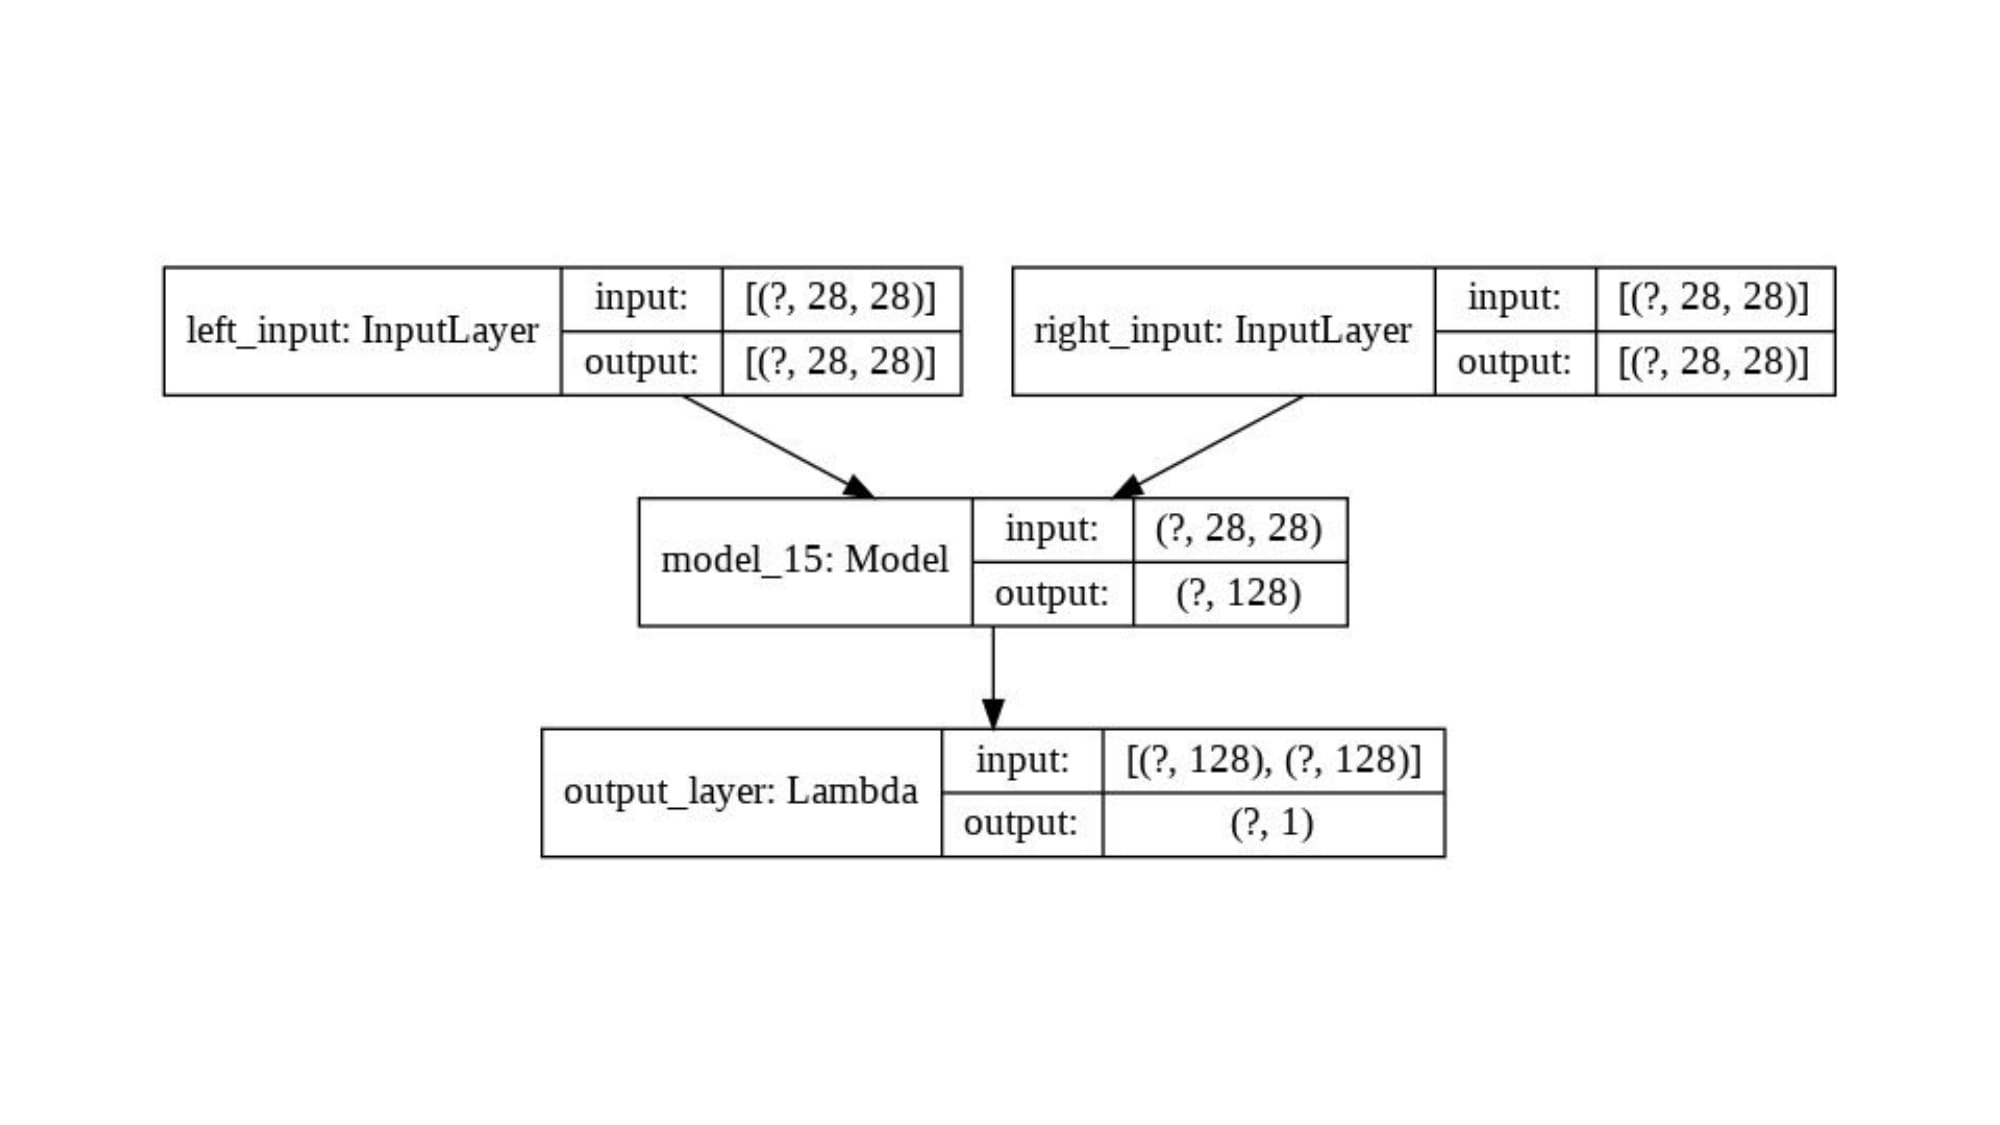 left_input: InputLayer
input:
[(?, 28, 28)]
output:
[(?, 28, 28)]
right_input: InputLayer
input:
[(?, 28, 28)]
output:
[(?, 28, 28)]
model_15: Model
input:
(?, 28, 28)
output:
(?, 128)
output_layer: Lambda
input:
[(?, 128), (?, 128)]
output:
(?, 1)